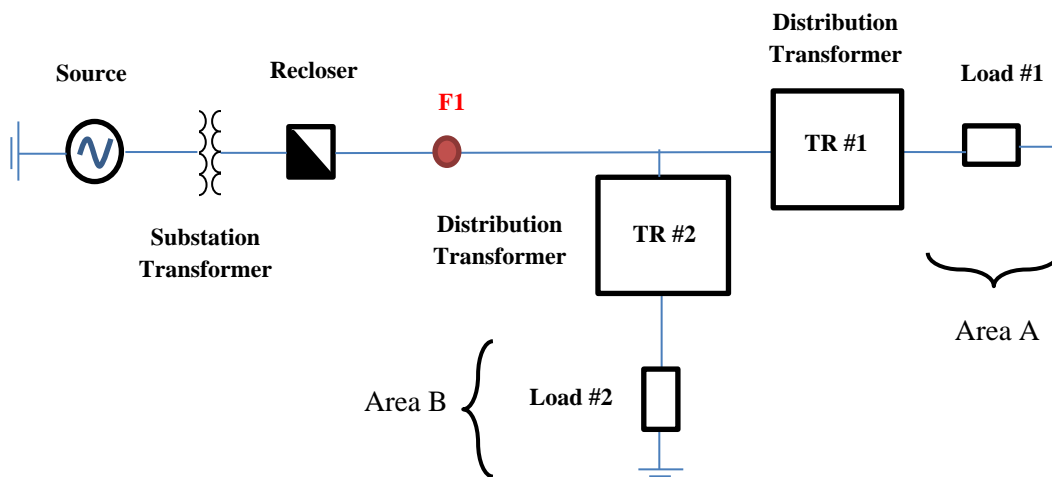 Distribution
Transformer
Source
Recloser
Load #1
F1
TR #1
Substation
Transformer
Distribution
Transformer
TR #2
Area A
Area B
Load #2